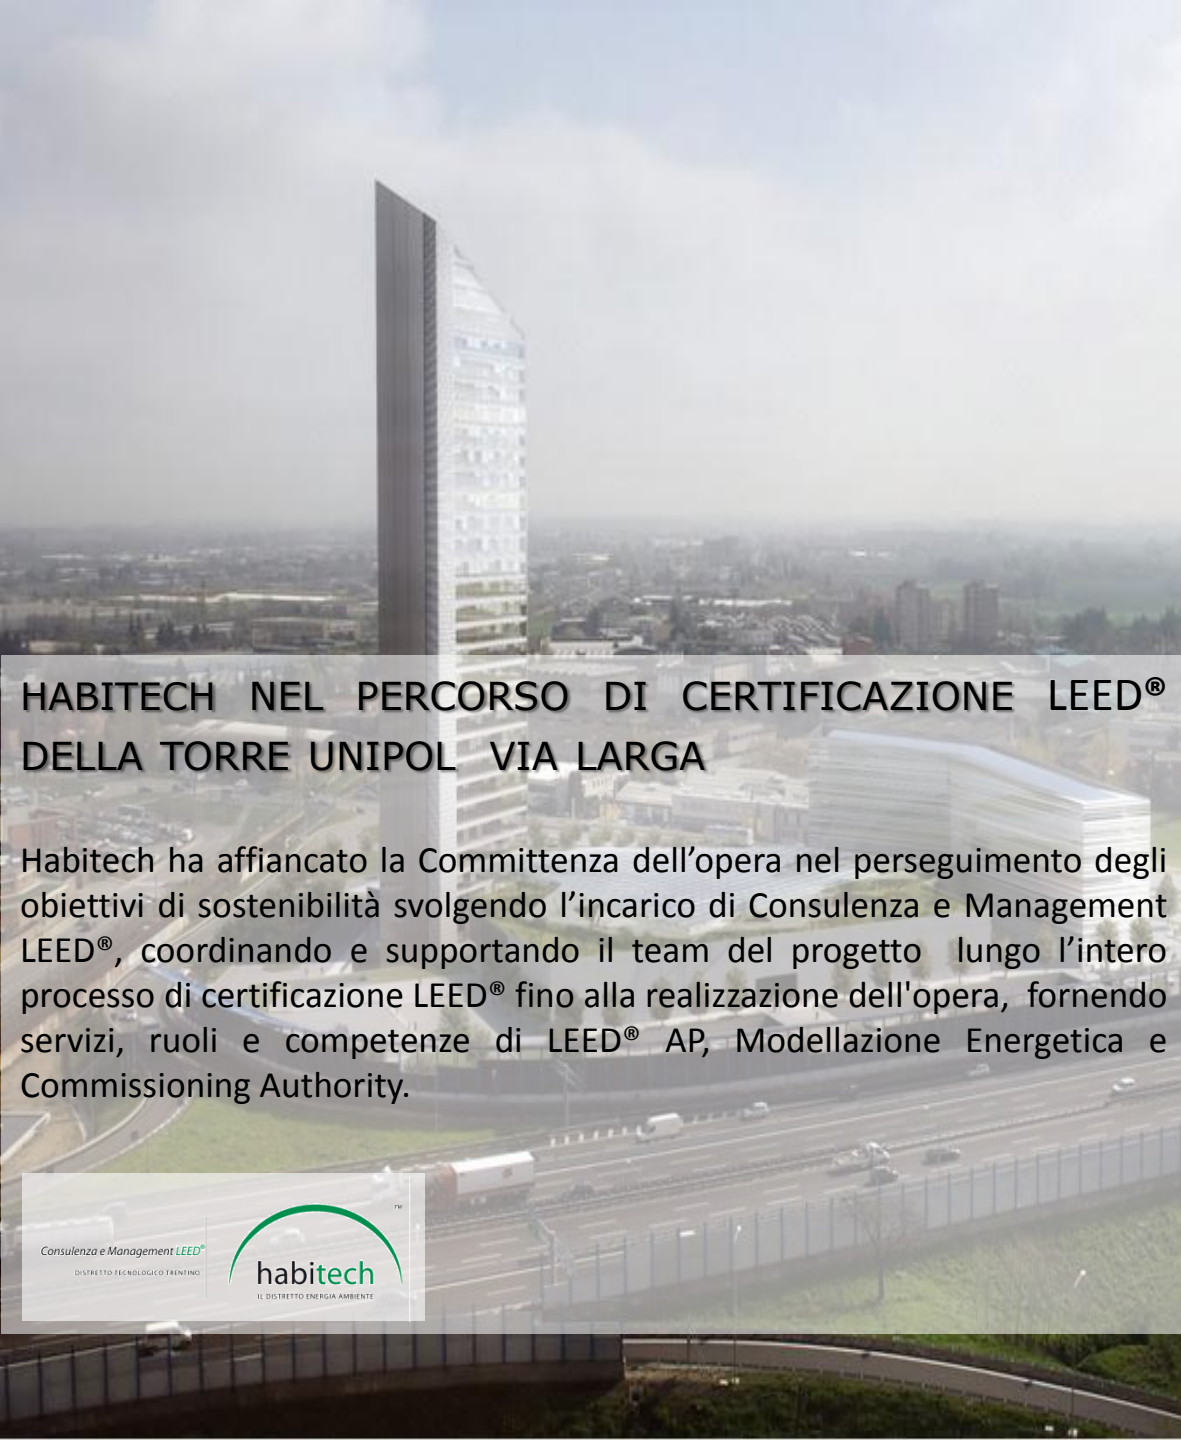 HABITECH NEL PERCORSO DI CERTIFICAZIONE LEED®
DELLA TORRE UNIPOL VIA LARGA
Habitech ha affiancato la Committenza dell’opera nel perseguimento degli
obiettivi di sostenibilità svolgendo l’incarico di Consulenza e Management
LEED®, coordinando e supportando il team del progetto lungo l’intero
processo di certificazione LEED® fino alla realizzazione dell'opera, fornendo
servizi, ruoli e competenze di LEED® AP, Modellazione Energetica e
Commissioning Authority.
Consulenza e Management LEED®
DISTRETTO TECNOLOGICO TRENTINO
TM
habitech
IL DISTRETTO ENERGIA AMBIENTE